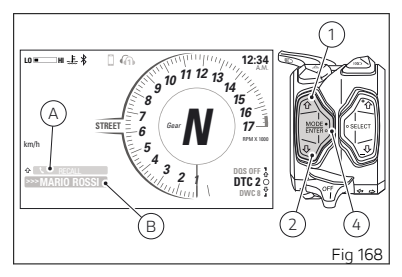 LO HI 12:34
A.M.
1
A
STREET
km/h
1 2 3 4 5 6 7 8 9 10 11 12 13 14 15 16 17
RPM X 1000
Gear N
RECALL
>>>MARIO ROSSI
B
DQS OFF
DTC 2
DWC II
MODE
ENTER
SELECT
OFF
2
4
Fig 168